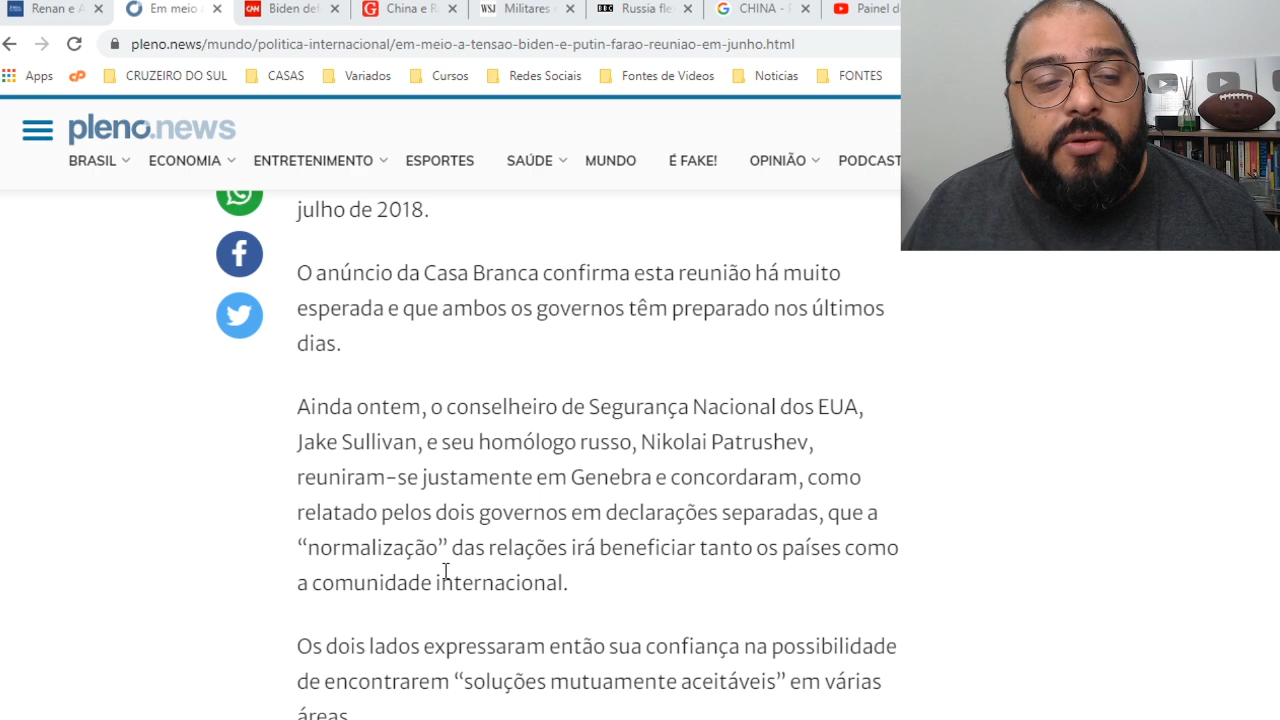 Renan e A
Em meio
CNN
Biden def
G
China e R
WSJ
Militares e
BBC
Russia fle
G
CHINA - P
Painel d
pleno.news/mundo/politica-internacional/em-meio-a-tensao-biden-e-putin-farao-reuniao-em-junho.html
Apps
cP
CRUZEIRO DO SUL
CASAS
Variados
Cursos
Redes Sociais
Fontes de Videos
Noticias
FONTES
pleno.news
BRASIL
ECONOMIA
ENTRETENIMENTO
ESPORTES
SAÚDE
MUNDO
É FAKE!
OPINIÃO
PODCAST
julho de 2018.
O anúncio da Casa Branca confirma esta reunião há muito
esperada e que ambos os governos têm preparado nos últimos
dias.
Ainda ontem, o conselheiro de Segurança Nacional dos EUA,
Jake Sullivan, e seu homólogo russo, Nikolai Patrushev,
reuniram-se justamente em Genebra e concordaram, como
relatado pelos dois governos em declarações separadas, que a
“normalização” das relações irá beneficiar tanto os países como
a comunidade internacional.
Os dois lados expressaram então sua confiança na possibilidade
de encontrarem “soluções mutuamente aceitáveis” em várias
áreas.